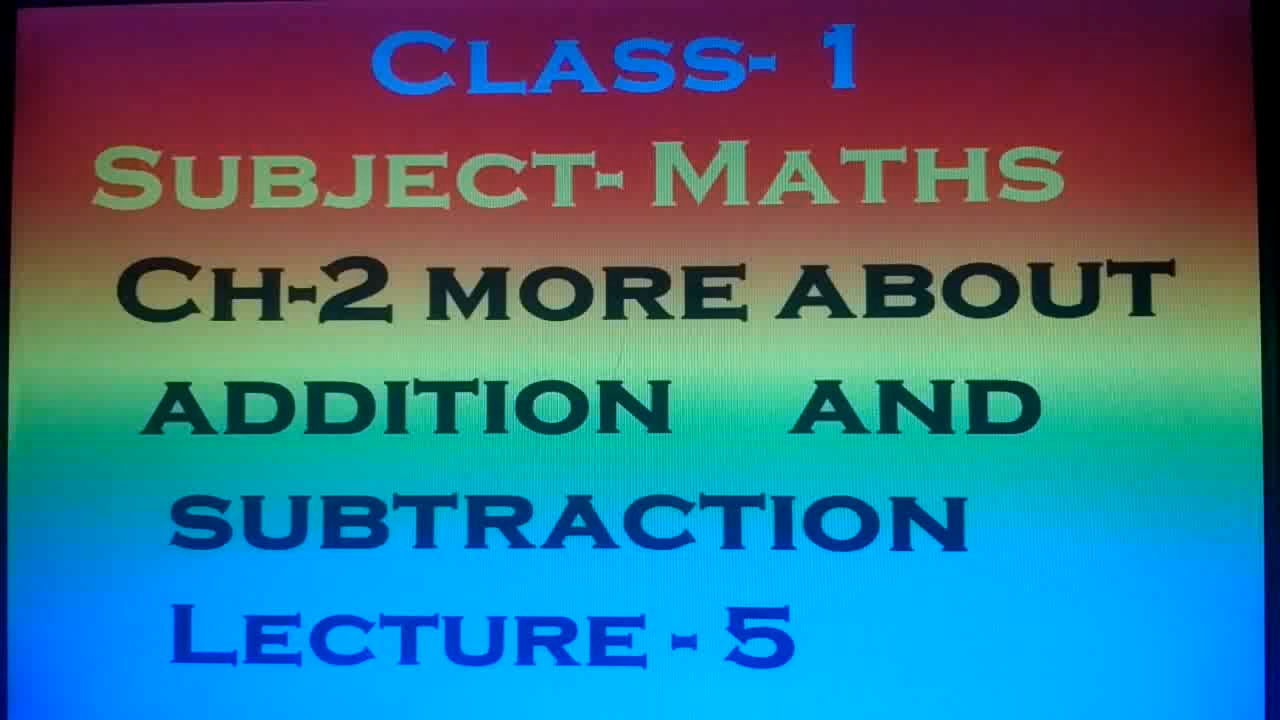 Class- 1
Subject- Maths
Ch-2 more about
addition and
subtraction
Lecture - 5